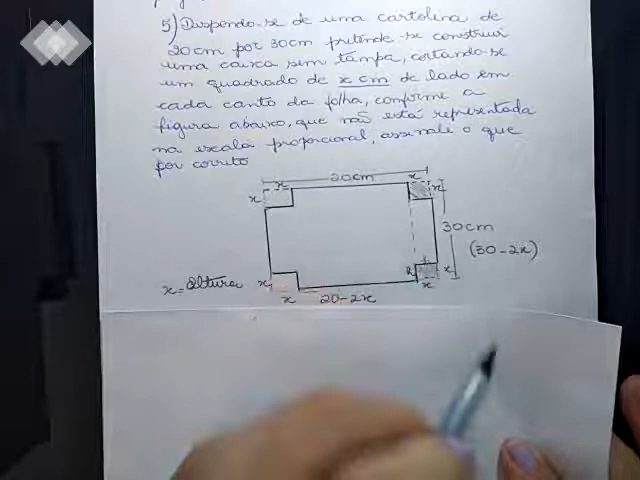 5) Dispondo-se de uma cartolina de
20cm por 30cm pretende-se construir
uma caixa sem tampa, cortando-se
um quadrado de x cm de lado em
cada canto da folha, conforme a
figura abaixo, que não está representada
na escala proporcional, assinale o que
for correto
20cm
x x
x x
30cm
(30-2x)
x x x
x=altura x
x 20-2x x